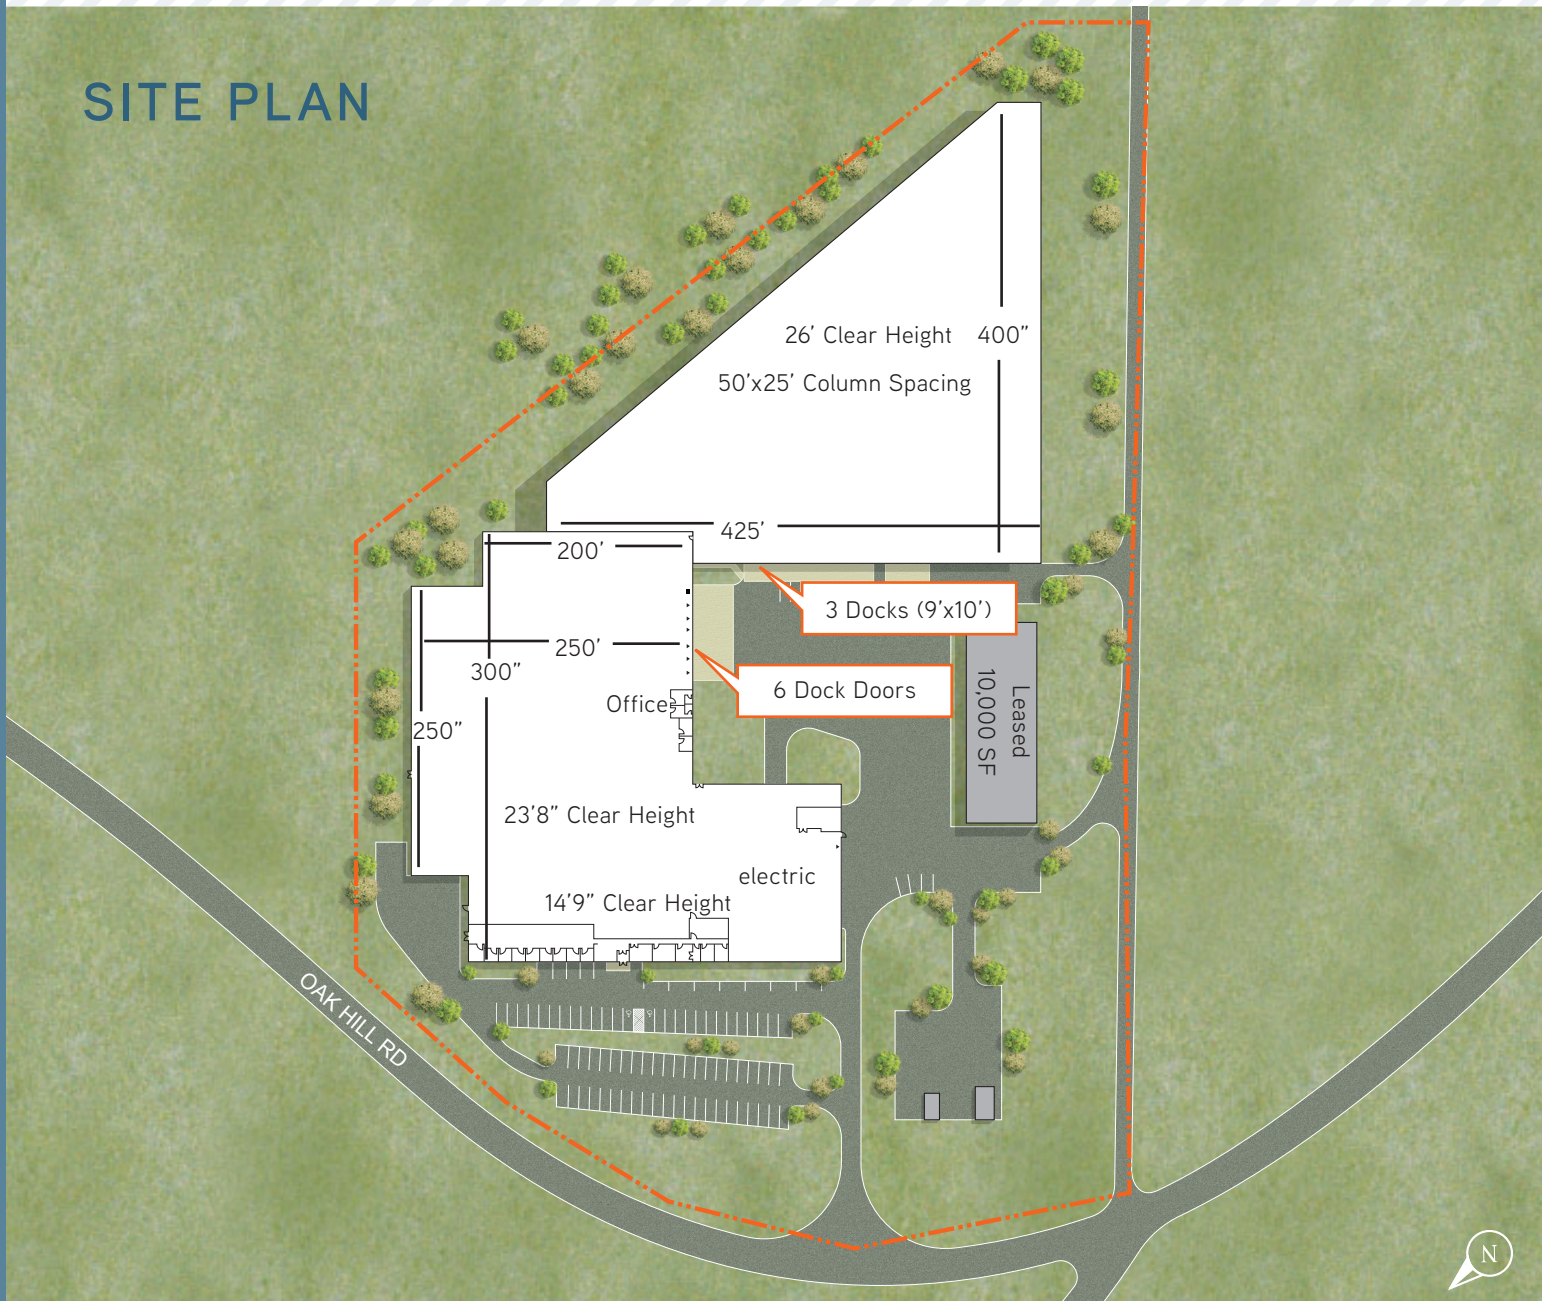 SITE PLAN
26’ Clear Height
400”
50’x25’ Column Spacing
425’
200’
3 Docks (9’x10’)
250’
300”
6 Dock Doors
Office
250”
Leased
10,000 SF
23’8” Clear Height
electric
14’9” Clear Height
OAK HILL RD
N